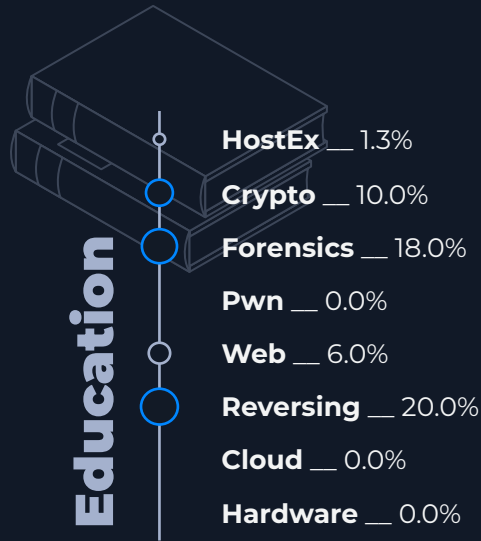 Education
HostEx __ 1.3%
Crypto __ 10.0%
Forensics __ 18.0%
Pwn __ 0.0%
Web __ 6.0%
Reversing __ 20.0%
Cloud __ 0.0%
Hardware __ 0.0%